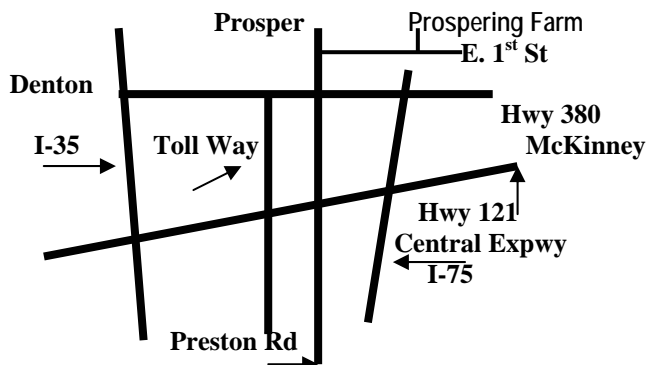 Prosper
Prospering Farm
E. 1st St
Denton
Hwy 380
McKinney
I-35
Toll Way
Hwy 121
Central Expwy
I-75
Preston Rd